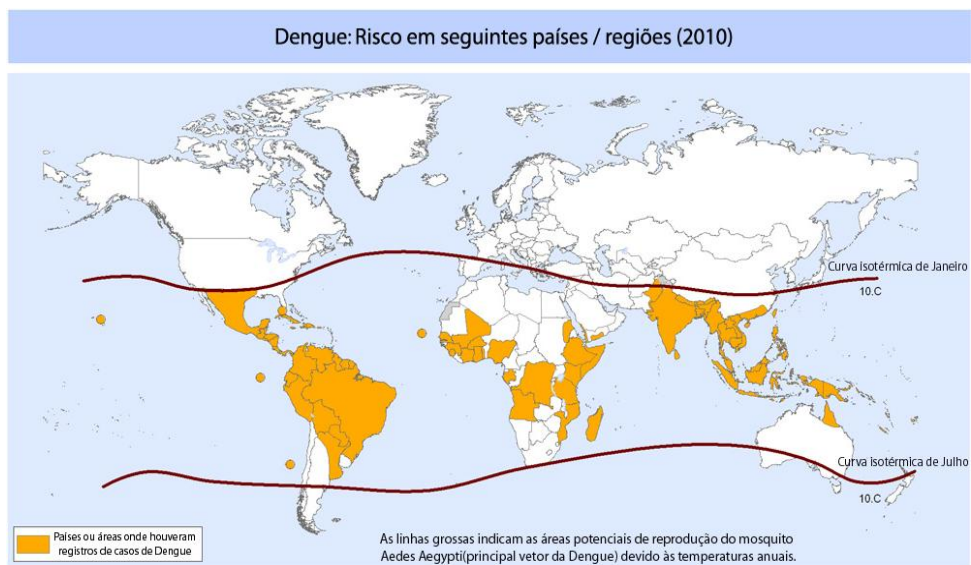 Dengue: Risco em seguintes países / regiões (2010)
Curva isotérmica de Janeiro
10.C
Curva isotérmica de Julho
10.C
Países ou áreas onde houveram
registros de casos de Dengue
As linhas grossas indicam as áreas potenciais de reprodução do mosquito
Aedes Aegypti(principal vetor da Dengue) devido às temperaturas anuais.